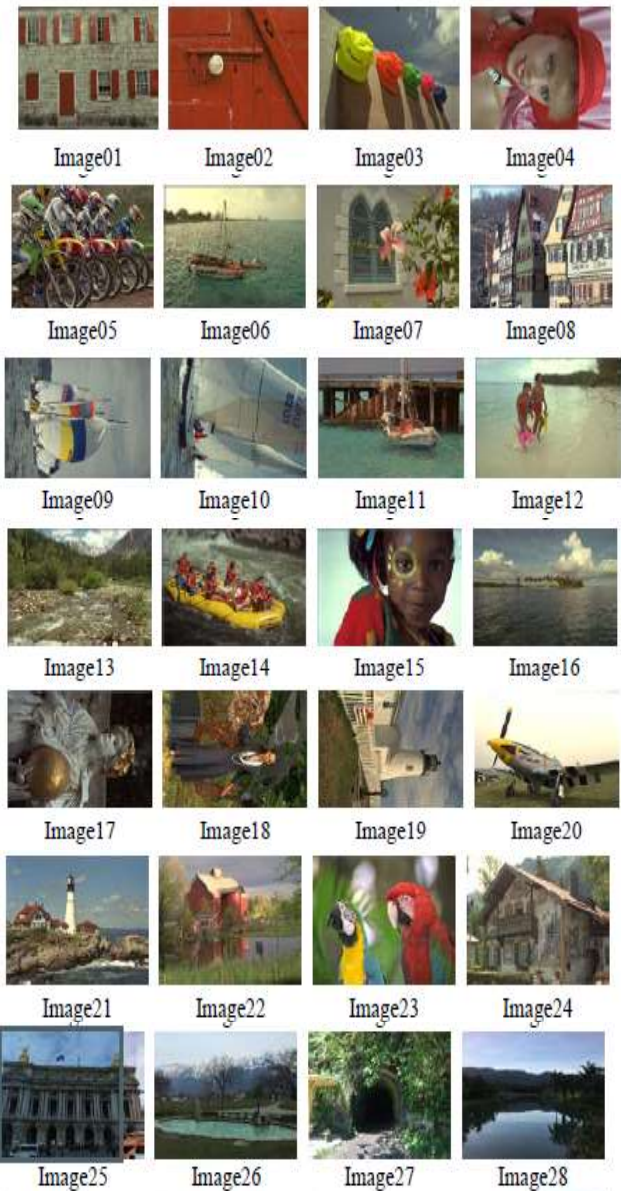 Image01 Image02 Image03 Image04
Image05 Image06 Image07 Image08
Image09 Image10 Image11 Image12
Image13 Image14 Image15 Image16
Image17 Image18 Image19 Image20
Image21 Image22 Image23 Image24
Image25 Image26 Image27 Image28